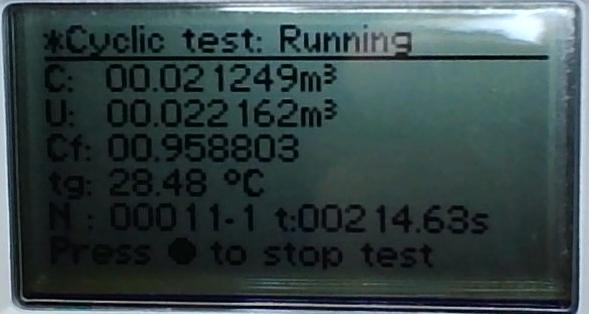 *Cyclic test: Running
C: 00.021249m³
U: 00.022162m³
Cf: 00.958803
tg: 28.48 °C
N : 00011-1 t:00214.63s
Press ● to stop test